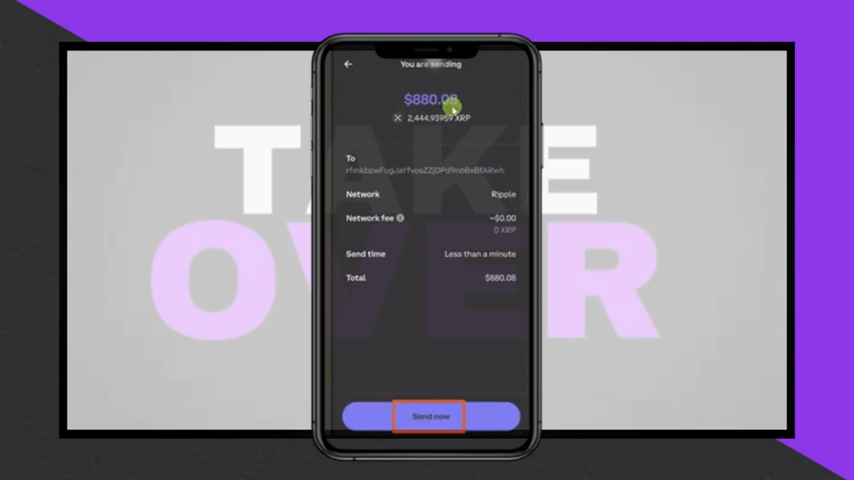 TAKE
OVER
You are sending
$880.08
2,444.93959 XRP
To
Network Ripple
Network fee ~$0.00
0 XRP
Send time Less than a minute
Total $880.08
Send now